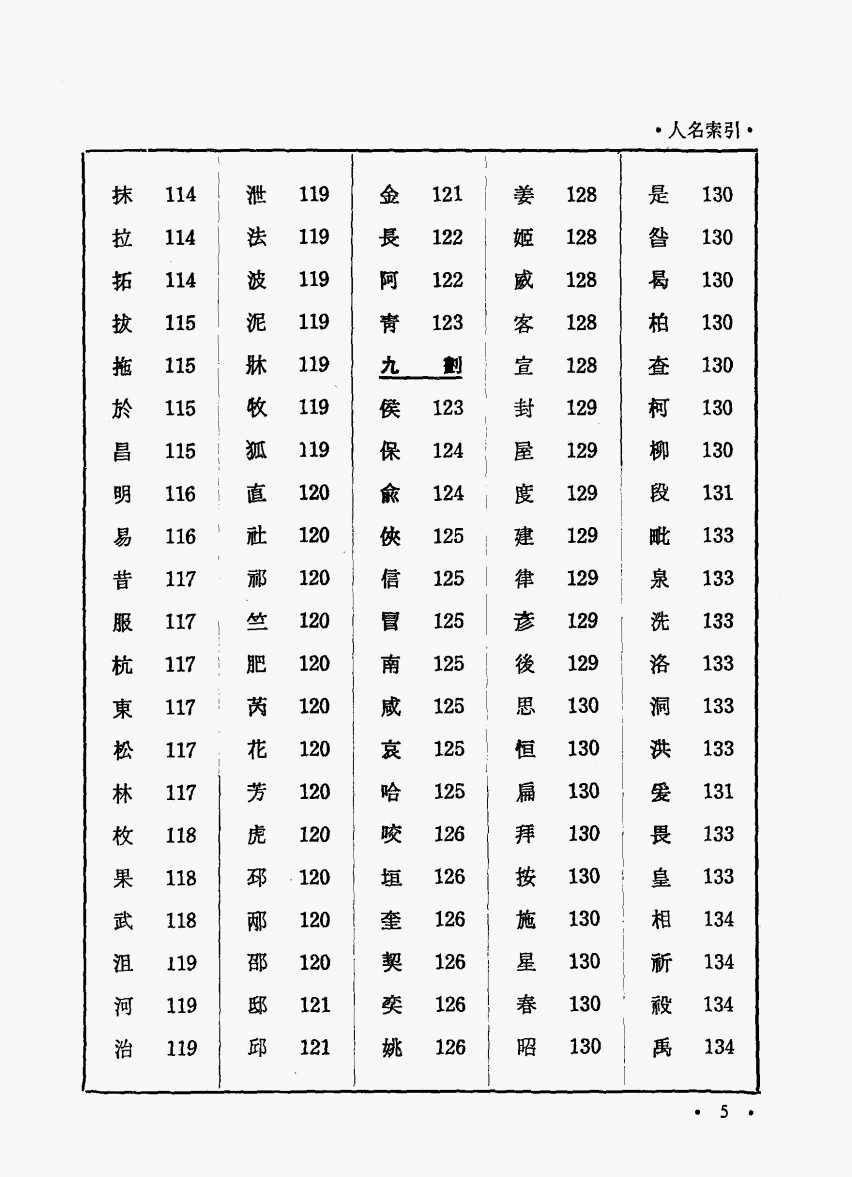 ·人名索引·
抹 114
拉 114
拓 114
拔 115
拖 115
於 115
昌 115
明 116
易 116
昔 117
服 117
杭 117
東 117
松 117
林 117
枚 118
果 118
武 118
沮 119
河 119
治 119
泄 119
法 119
波 119
泥 119
牀 119
牧 119
狐 119
直 120
社 120
祁 120
竺 120
肥 120
芮 120
花 120
芳 120
虎 120
邳 120
邴 120
邵 120
邸 121
邱 121
金 121
長 122
阿 122
青 123
九劃
侯 123
保 124
俞 124
俠 125
信 125
冒 125
南 125
咸 125
哀 125
哈 125
咬 126
垣 126
奎 126
契 126
奕 126
姚 126
姜 128
姬 128
威 128
客 128
宣 128
封 129
屋 129
度 129
建 129
律 129
彥 129
後 129
思 130
恒 130
扁 130
拜 130
按 130
施 130
星 130
春 130
昭 130
是 130
昝 130
曷 130
柏 130
查 130
柯 130
柳 130
段 131
毗 133
泉 133
洗 133
洛 133
洞 133
洪 133
爰 131
畏 133
皇 133
相 134
祈 134
祋 134
禹 134
· 5 ·